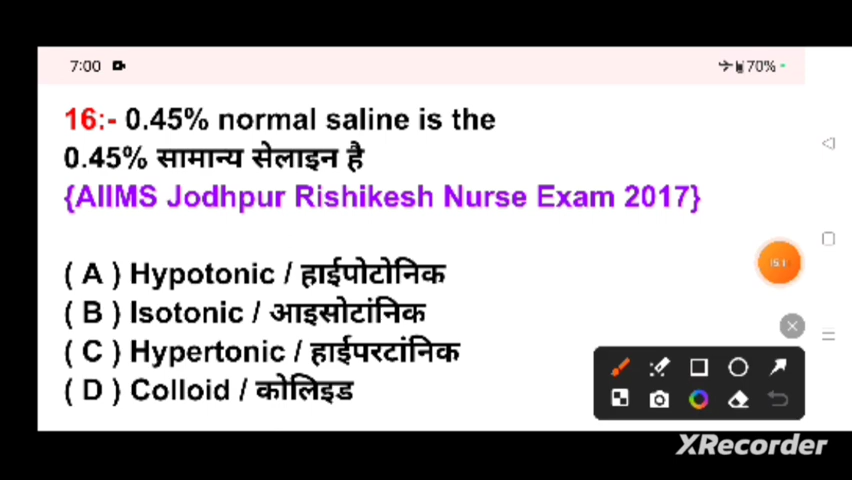 7:00
70%
16:- 0.45% normal saline is the
0.45% सामान्य सेलाइन है
{AIIMS Jodhpur Rishikesh Nurse Exam 2017}
( A ) Hypotonic / हाईपोटोनिक
( B ) Isotonic / आइसोटांनिक
( C ) Hypertonic / हाईपरटांनिक
( D ) Colloid / कोलिइड
XRecorder